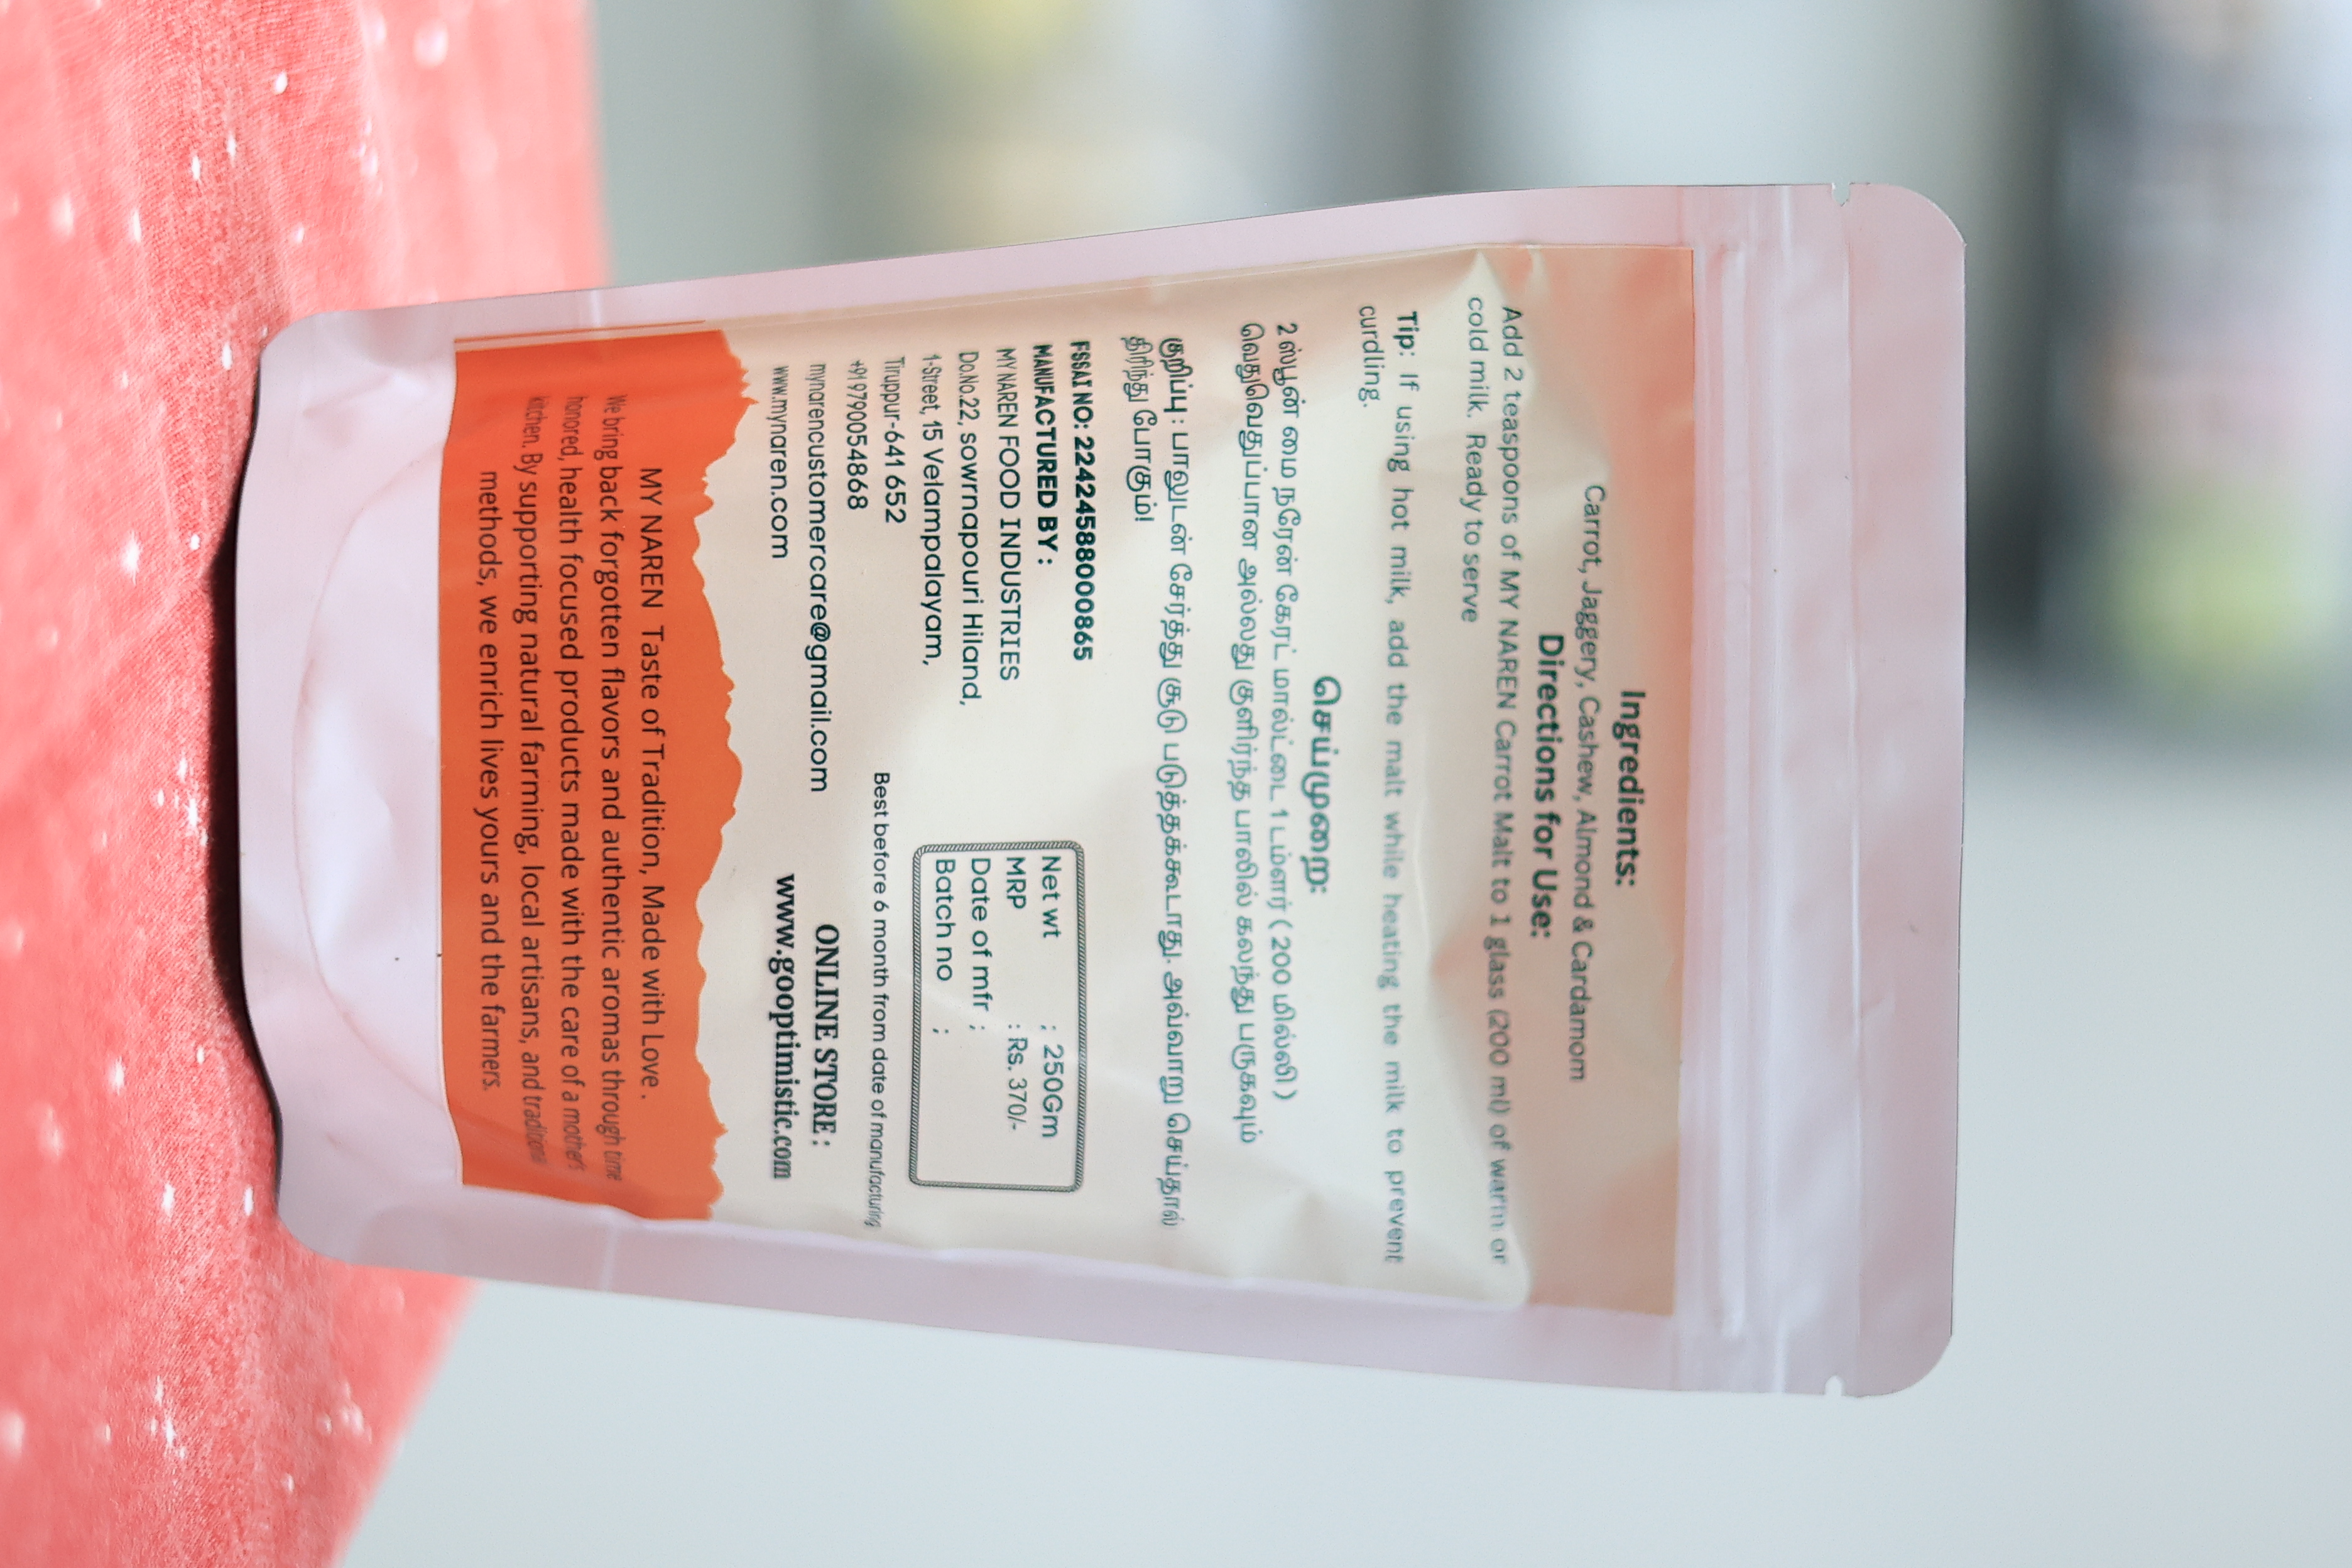 Ingredients:
Carrot, Jaggery, Cashew, Almond & Cardamom
Directions for Use:
Add 2 teaspoons of MY NAREN Carrot Malt to 1 glass (200 ml) of warm or
cold milk. Ready to serve
Tip: If using hot milk, add the malt while heating the milk to prevent
curdling.
செய்முறை:
2 ஸ்பூன் மை நரேன் கேரட் மால்ட்டை 1 டம்ளர் ( 200 மில்லி )
வெதுவெதுப்பான அல்லது குளிர்ந்த பாலில் கலந்து பருகவும்
குறிப்பு : பாலுடன் சேர்த்து சூடு படுத்தக்கூடாது. அவ்வாறு செய்தால்
திரிந்து போகும்!
FSSAI NO: 22424588000865
MANUFACTURED BY :
MY NAREN FOOD INDUSTRIES
Do.No.22, sowrnapouri Hiland,
1-Street, 15 Velampalayam,
Tiruppur-641 652
+91 9790054868
mynarencustomercare@gmail.com
www.mynaren.com
Net wt : 250Gm
MRP : Rs. 370/-
Date of mfr ;
Batch no ;
Best before 6 month from date of manufacturing
ONLINE STORE :
www.gooptimistic.com
MY NAREN Taste of Tradition, Made with Love .
We bring back forgotten flavors and authentic aromas through time
honored, health focused products made with the care of a mother's
kitchen. By supporting natural farming, local artisans, and traditional
methods, we enrich lives yours and the farmers.